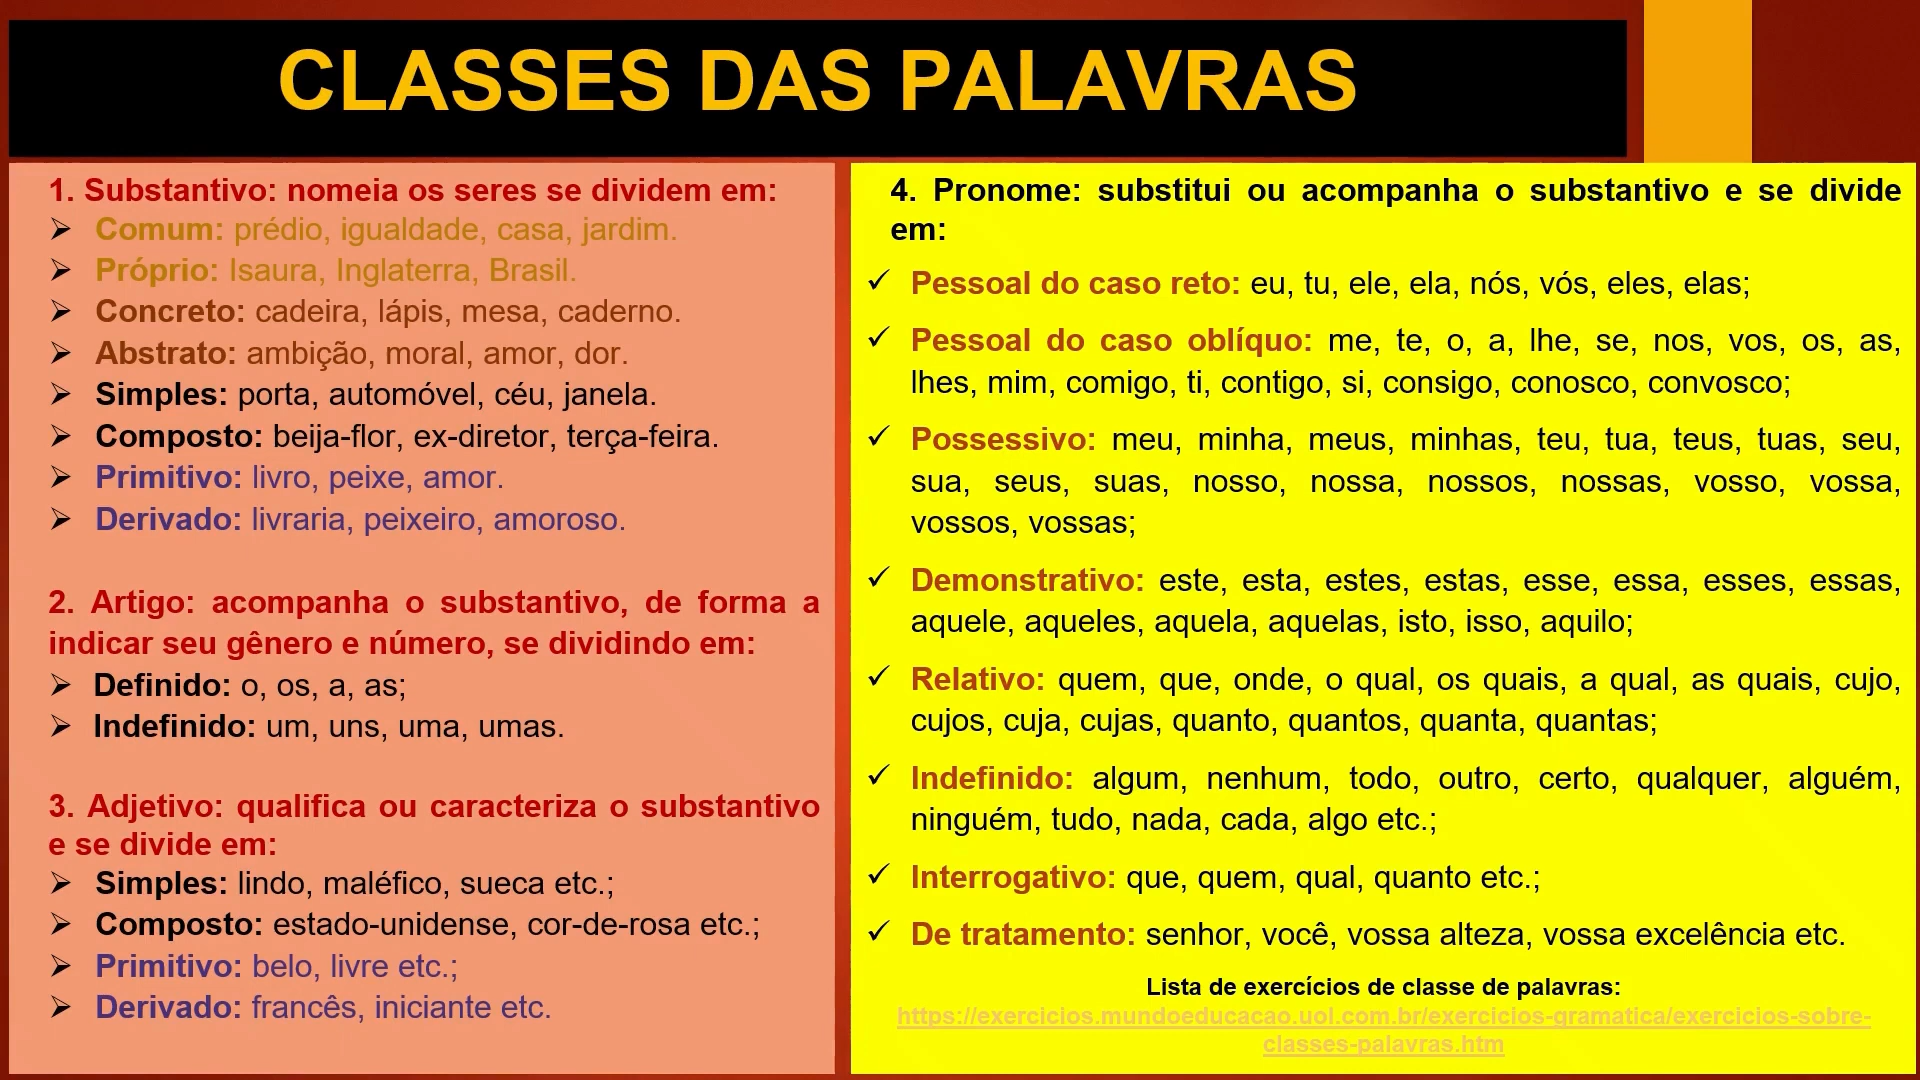 CLASSES DAS PALAVRAS
1. Substantivo: nomeia os seres se dividem em:
➢ Comum: prédio, igualdade, casa, jardim.
➢ Próprio: Isaura, Inglaterra, Brasil.
➢ Concreto: cadeira, lápis, mesa, caderno.
➢ Abstrato: ambição, moral, amor, dor.
➢ Simples: porta, automóvel, céu, janela.
➢ Composto: beija-flor, ex-diretor, terça-feira.
➢ Primitivo: livro, peixe, amor.
➢ Derivado: livraria, peixeiro, amoroso.
2. Artigo: acompanha o substantivo, de forma a
indicar seu gênero e número, se dividindo em:
➢ Definido: o, os, a, as;
➢ Indefinido: um, uns, uma, umas.
3. Adjetivo: qualifica ou caracteriza o substantivo
e se divide em:
➢ Simples: lindo, maléfico, sueca etc.;
➢ Composto: estado-unidense, cor-de-rosa etc.;
➢ Primitivo: belo, livre etc.;
➢ Derivado: francês, iniciante etc.
4. Pronome: substitui ou acompanha o substantivo e se divide
em:
✓ Pessoal do caso reto: eu, tu, ele, ela, nós, vós, eles, elas;
✓ Pessoal do caso oblíquo: me, te, o, a, lhe, se, nos, vos, os, as,
lhes, mim, comigo, ti, contigo, si, consigo, conosco, convosco;
✓ Possessivo: meu, minha, meus, minhas, teu, tua, teus, tuas, seu,
sua, seus, suas, nosso, nossa, nossos, nossas, vosso, vossa,
vossos, vossas;
✓ Demonstrativo: este, esta, estes, estas, esse, essa, esses, essas,
aquele, aqueles, aquela, aquelas, isto, isso, aquilo;
✓ Relativo: quem, que, onde, o qual, os quais, a qual, as quais, cujo,
cujos, cuja, cujas, quanto, quantos, quanta, quantas;
✓ Indefinido: algum, nenhum, todo, outro, certo, qualquer, alguém,
ninguém, tudo, nada, cada, algo etc.;
✓ Interrogativo: que, quem, qual, quanto etc.;
✓ De tratamento: senhor, você, vossa alteza, vossa excelência etc.
Lista de exercícios de classe de palavras:
https://exercicios.mundoeducacao.uol.com.br/exercicios-gramatica/exercicios-sobre-
classes-palavras.htm